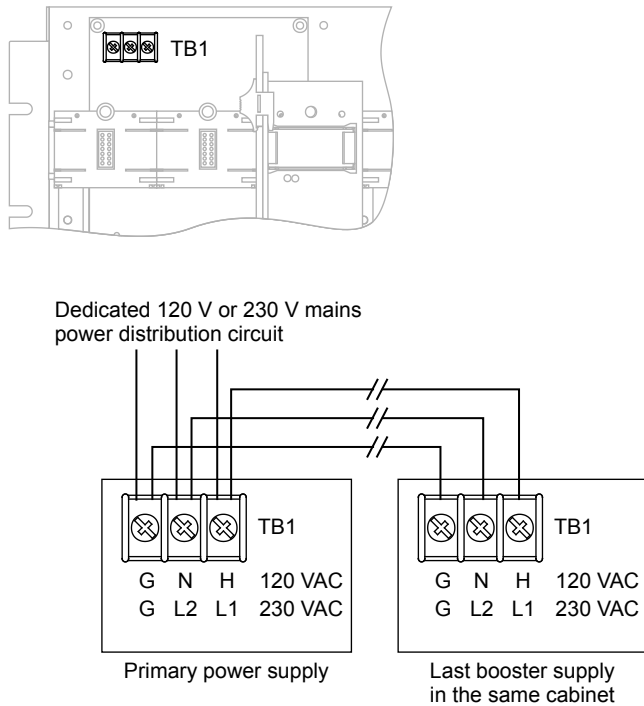 TB1
Dedicated 120 V or 230 V mains
power distribution circuit
TB1
G N H 120 VAC
G L2 L1 230 VAC
Primary power supply
TB1
G N H 120 VAC
G L2 L1 230 VAC
Last booster supply
in the same cabinet